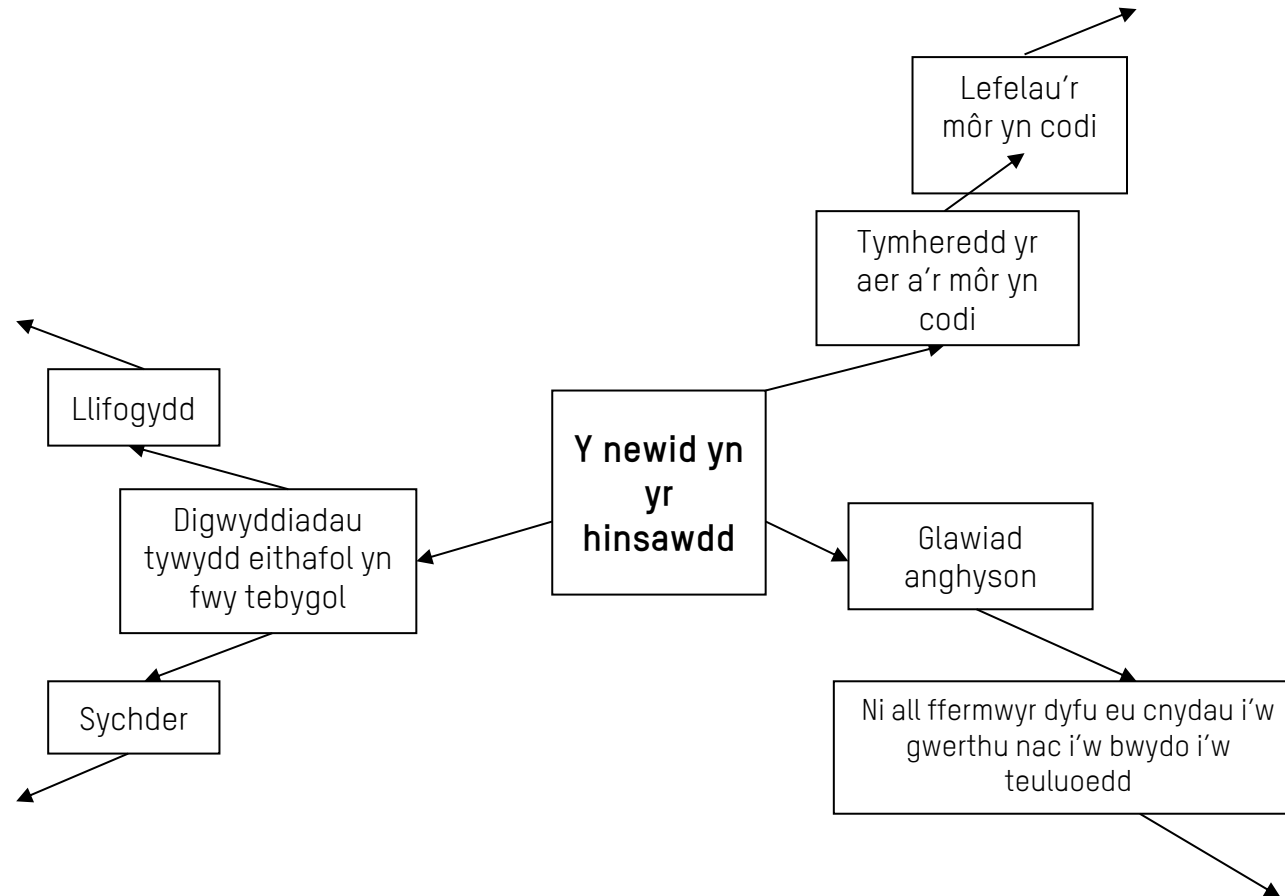 Lefelau'r
môr yn codi
Tymheredd yr
aer a'r môr yn
codi
Llifogydd
Y newid yn
yr
hinsawdd
Digwyddiadau
tywydd eithafol yn
fwy tebygol
Glawiad
anghyson
Sychder
Ni all ffermwyr dyfu eu cnydau i'w
gwerthu nac i'w bwydo i'w
teuluoedd